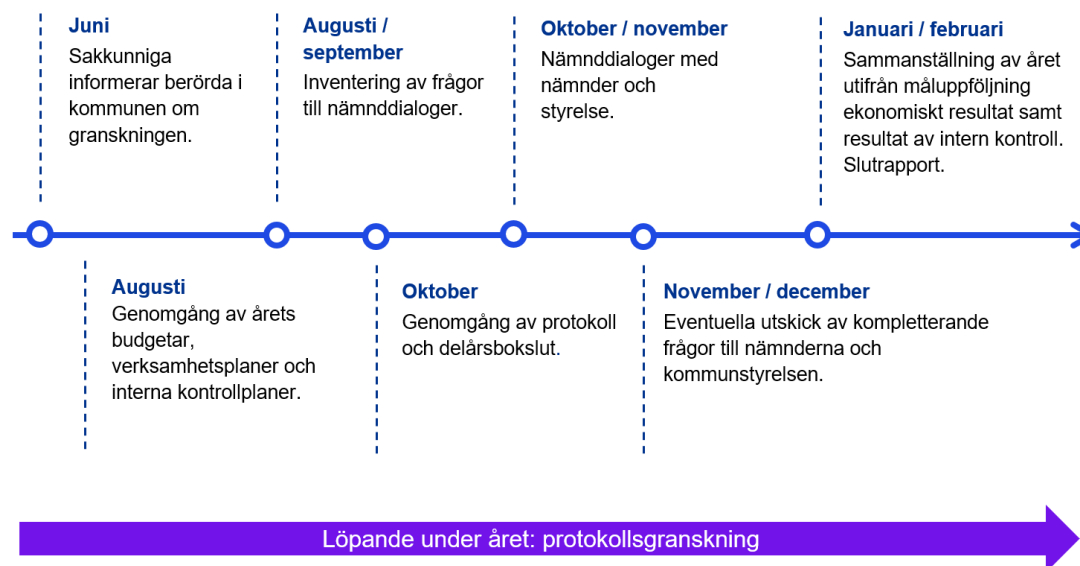 Juni
Sakkunniga
informerar berörda i
kommunen om
granskningen.
Augusti /
september
Inventering av frågor
till nämnddialoger.
Oktober / november
Nämnddialoger med
nämnder och
styrelse.
Januari / februari
Sammanställning av året
utifrån måluppföljning
ekonomiskt resultat samt
resultat av intern kontroll.
Slutrapport.
Augusti
Genomgång av årets
budgetar,
verksamhetsplaner och
interna kontrollplaner.
Oktober
Genomgång av protokoll
och delårsbokslut.
November / december
Eventuella utskick av kompletterande
frågor till nämnderna och
kommunstyrelsen.
Löpande under året: protokollsgranskning